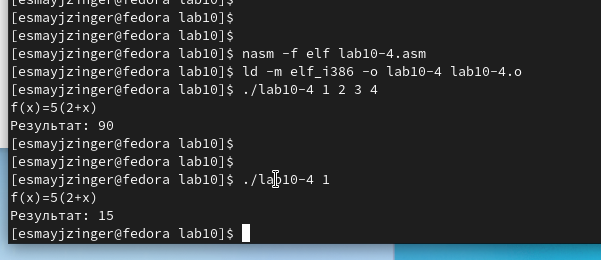 [esmayjzinger@fedora lab10]$
[esmayjzinger@fedora lab10]$
[esmayjzinger@fedora lab10]$
[esmayjzinger@fedora lab10]$ nasm -f elf lab10-4.asm
[esmayjzinger@fedora lab10]$ ld -m elf_i386 -o lab10-4 lab10-4.o
[esmayjzinger@fedora lab10]$ ./lab10-4 1 2 3 4
f(x)=5(2+x)
Результат: 90
[esmayjzinger@fedora lab10]$
[esmayjzinger@fedora lab10]$
[esmayjzinger@fedora lab10]$ ./lab10-4 1
f(x)=5(2+x)
Результат: 15
[esmayjzinger@fedora lab10]$